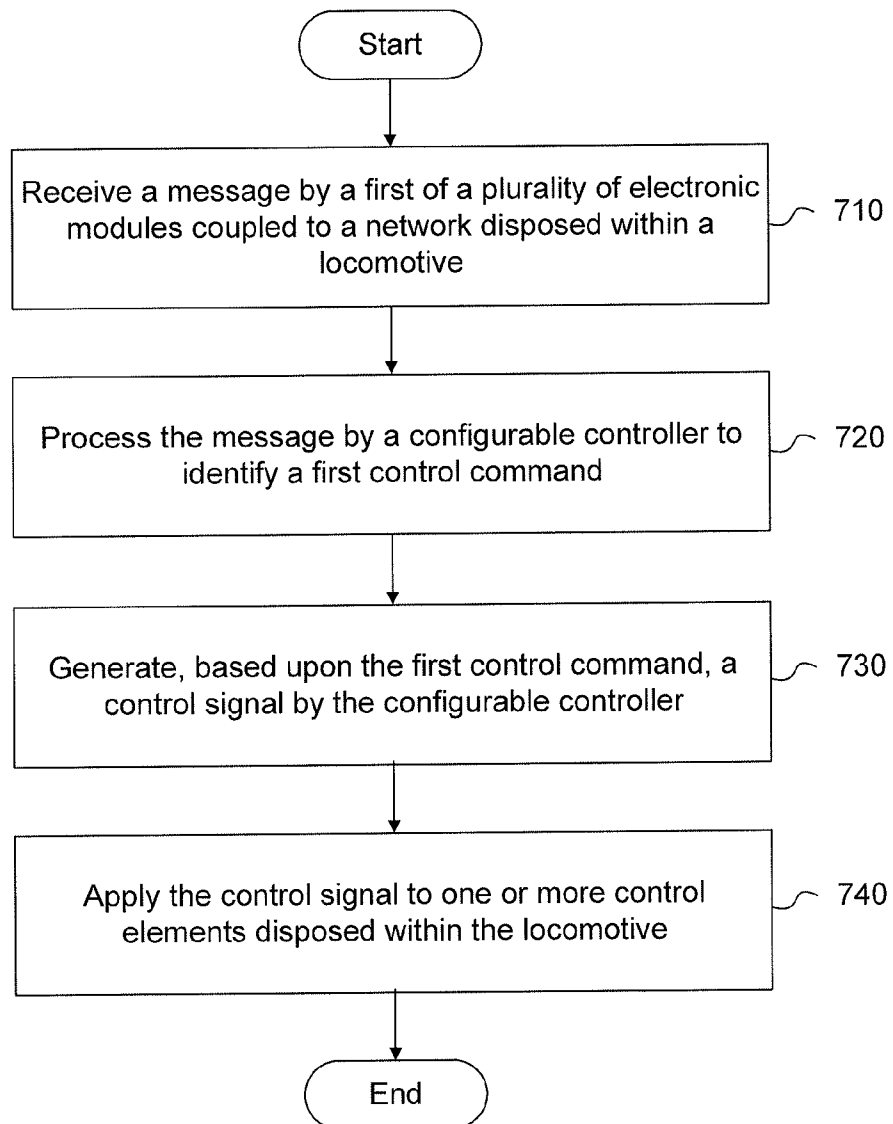 Start
Receive a message by a first of a plurality of electronic
modules coupled to a network disposed within a
locomotive
710
Process the message by a configurable controller to
identify a first control command
720
Generate, based upon the first control command, a
control signal by the configurable controller
730
Apply the control signal to one or more control
elements disposed within the locomotive
740
End